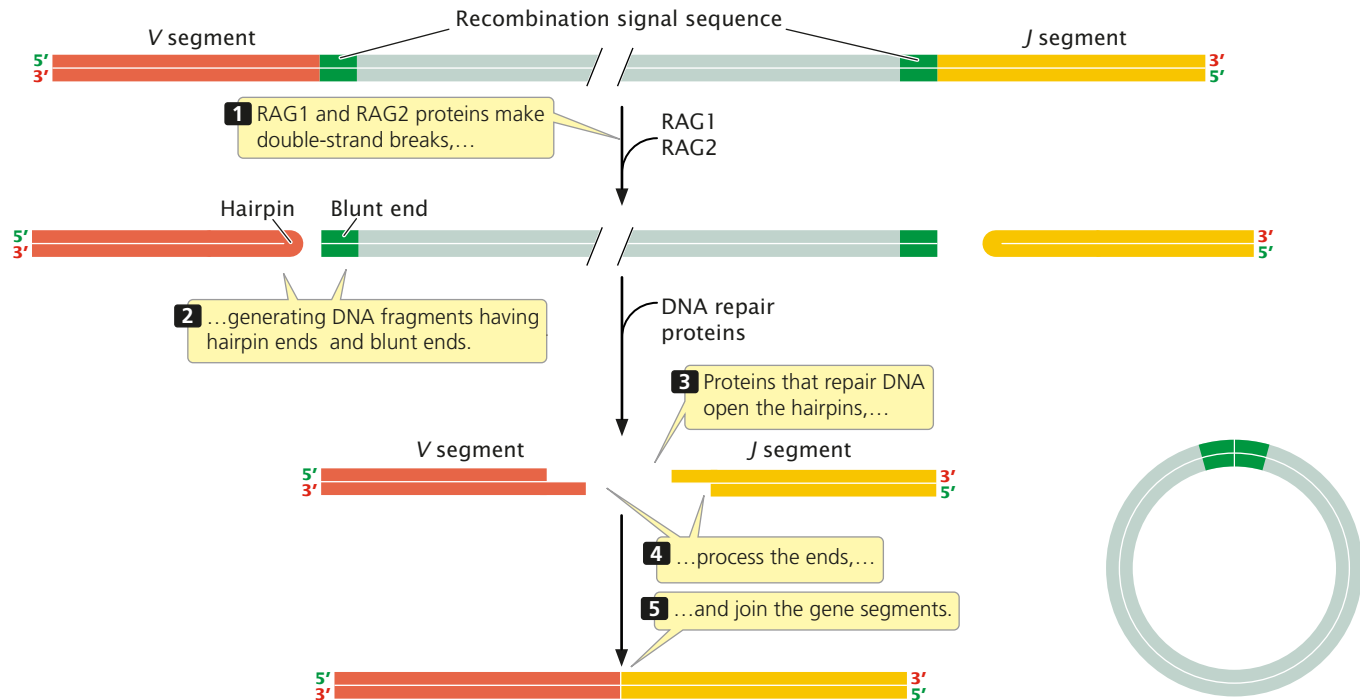 Recombination signal sequence
V segment
J segment
5’
3’
3’
5’
1 RAG1 and RAG2 proteins make
double-strand breaks,…
RAG1
RAG2
Hairpin
Blunt end
5’
3’
3’
5’
2 …generating DNA fragments having
hairpin ends and blunt ends.
DNA repair
proteins
3 Proteins that repair DNA
open the hairpins,…
V segment
J segment
5’
3’
3’
5’
4 …process the ends,…
5 …and join the gene segments.
5’
3’
3’
5’